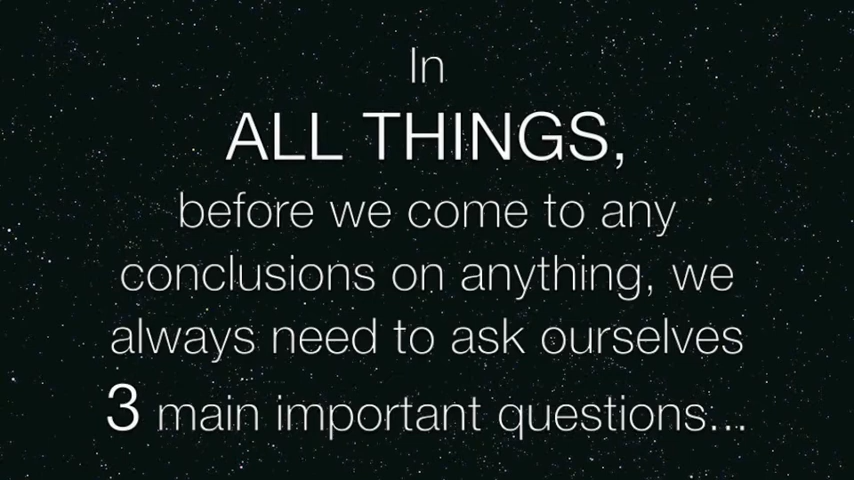 In
ALL THINGS,
before we come to any
conclusions on anything, we
always need to ask ourselves
3 main important questions...